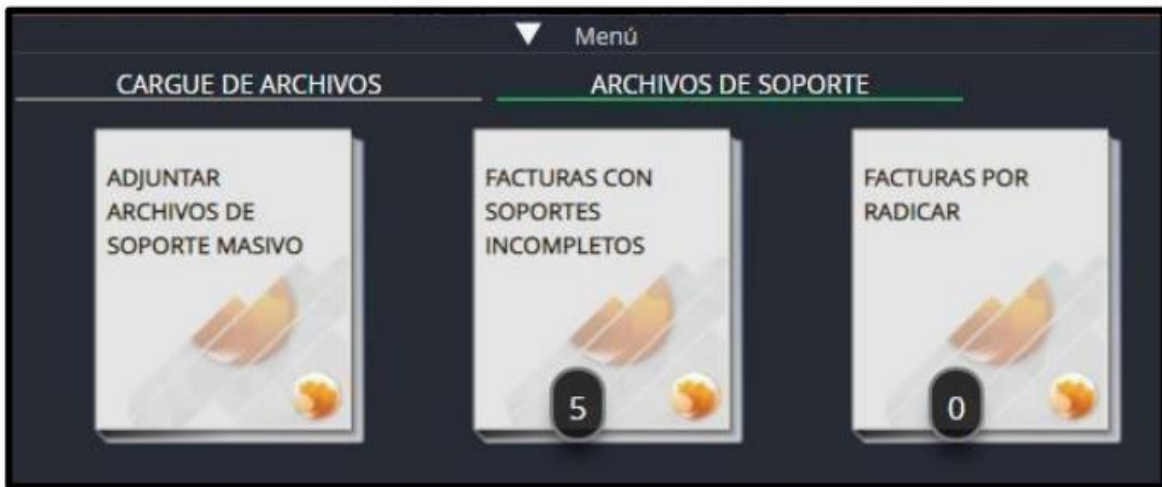 Menú
CARGUE DE ARCHIVOS
ARCHIVOS DE SOPORTE
ADJUNTAR
ARCHIVOS DE
SOPORTE MASIVO
FACTURAS CON
SOPORTES
INCOMPLETOS
5
FACTURAS POR
RADICAR
0